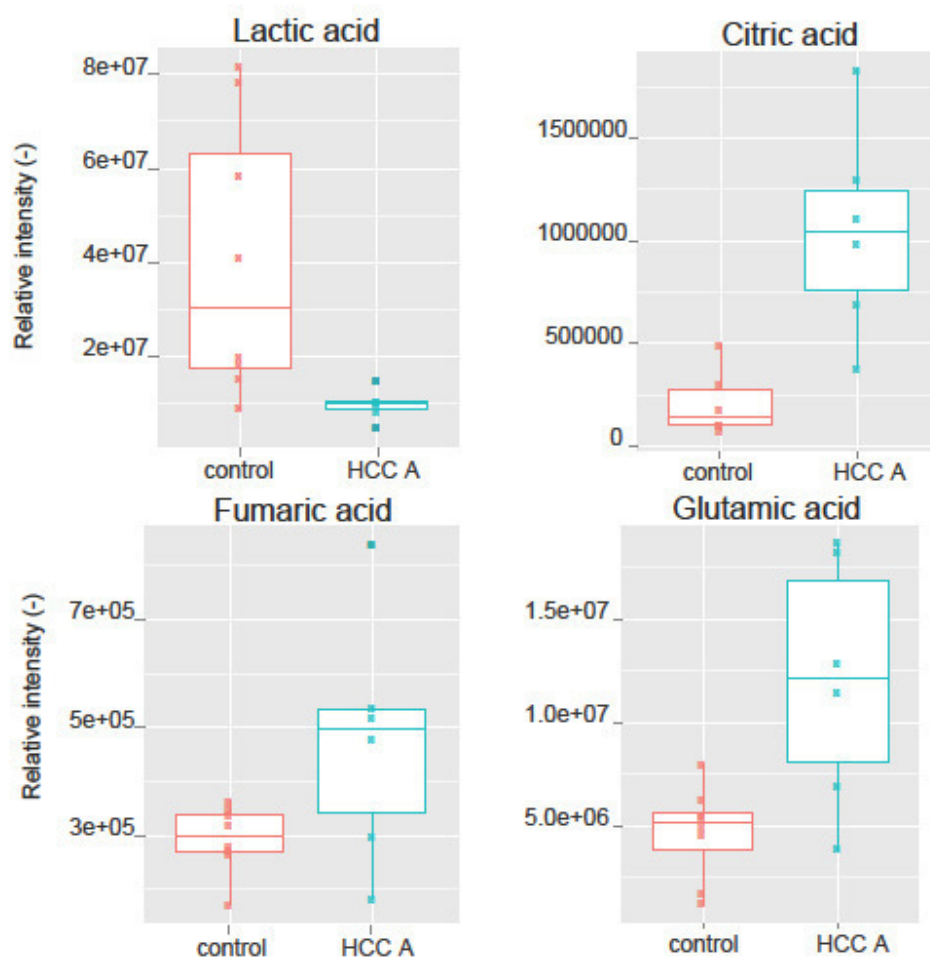 Lactic acid
Relative intensity (-)
8e+07
6e+07
4e+07
2e+07
control
HCC A
Citric acid
1500000
1000000
500000
0
control
HCC A
Fumaric acid
Relative intensity (-)
7e+05
5e+05
3e+05
control
HCC A
Glutamic acid
1.5e+07
1.0e+07
5.0e+06
control
HCC A